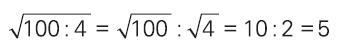 √100 : 4 = √100 : √4 = 10 : 2 = 5